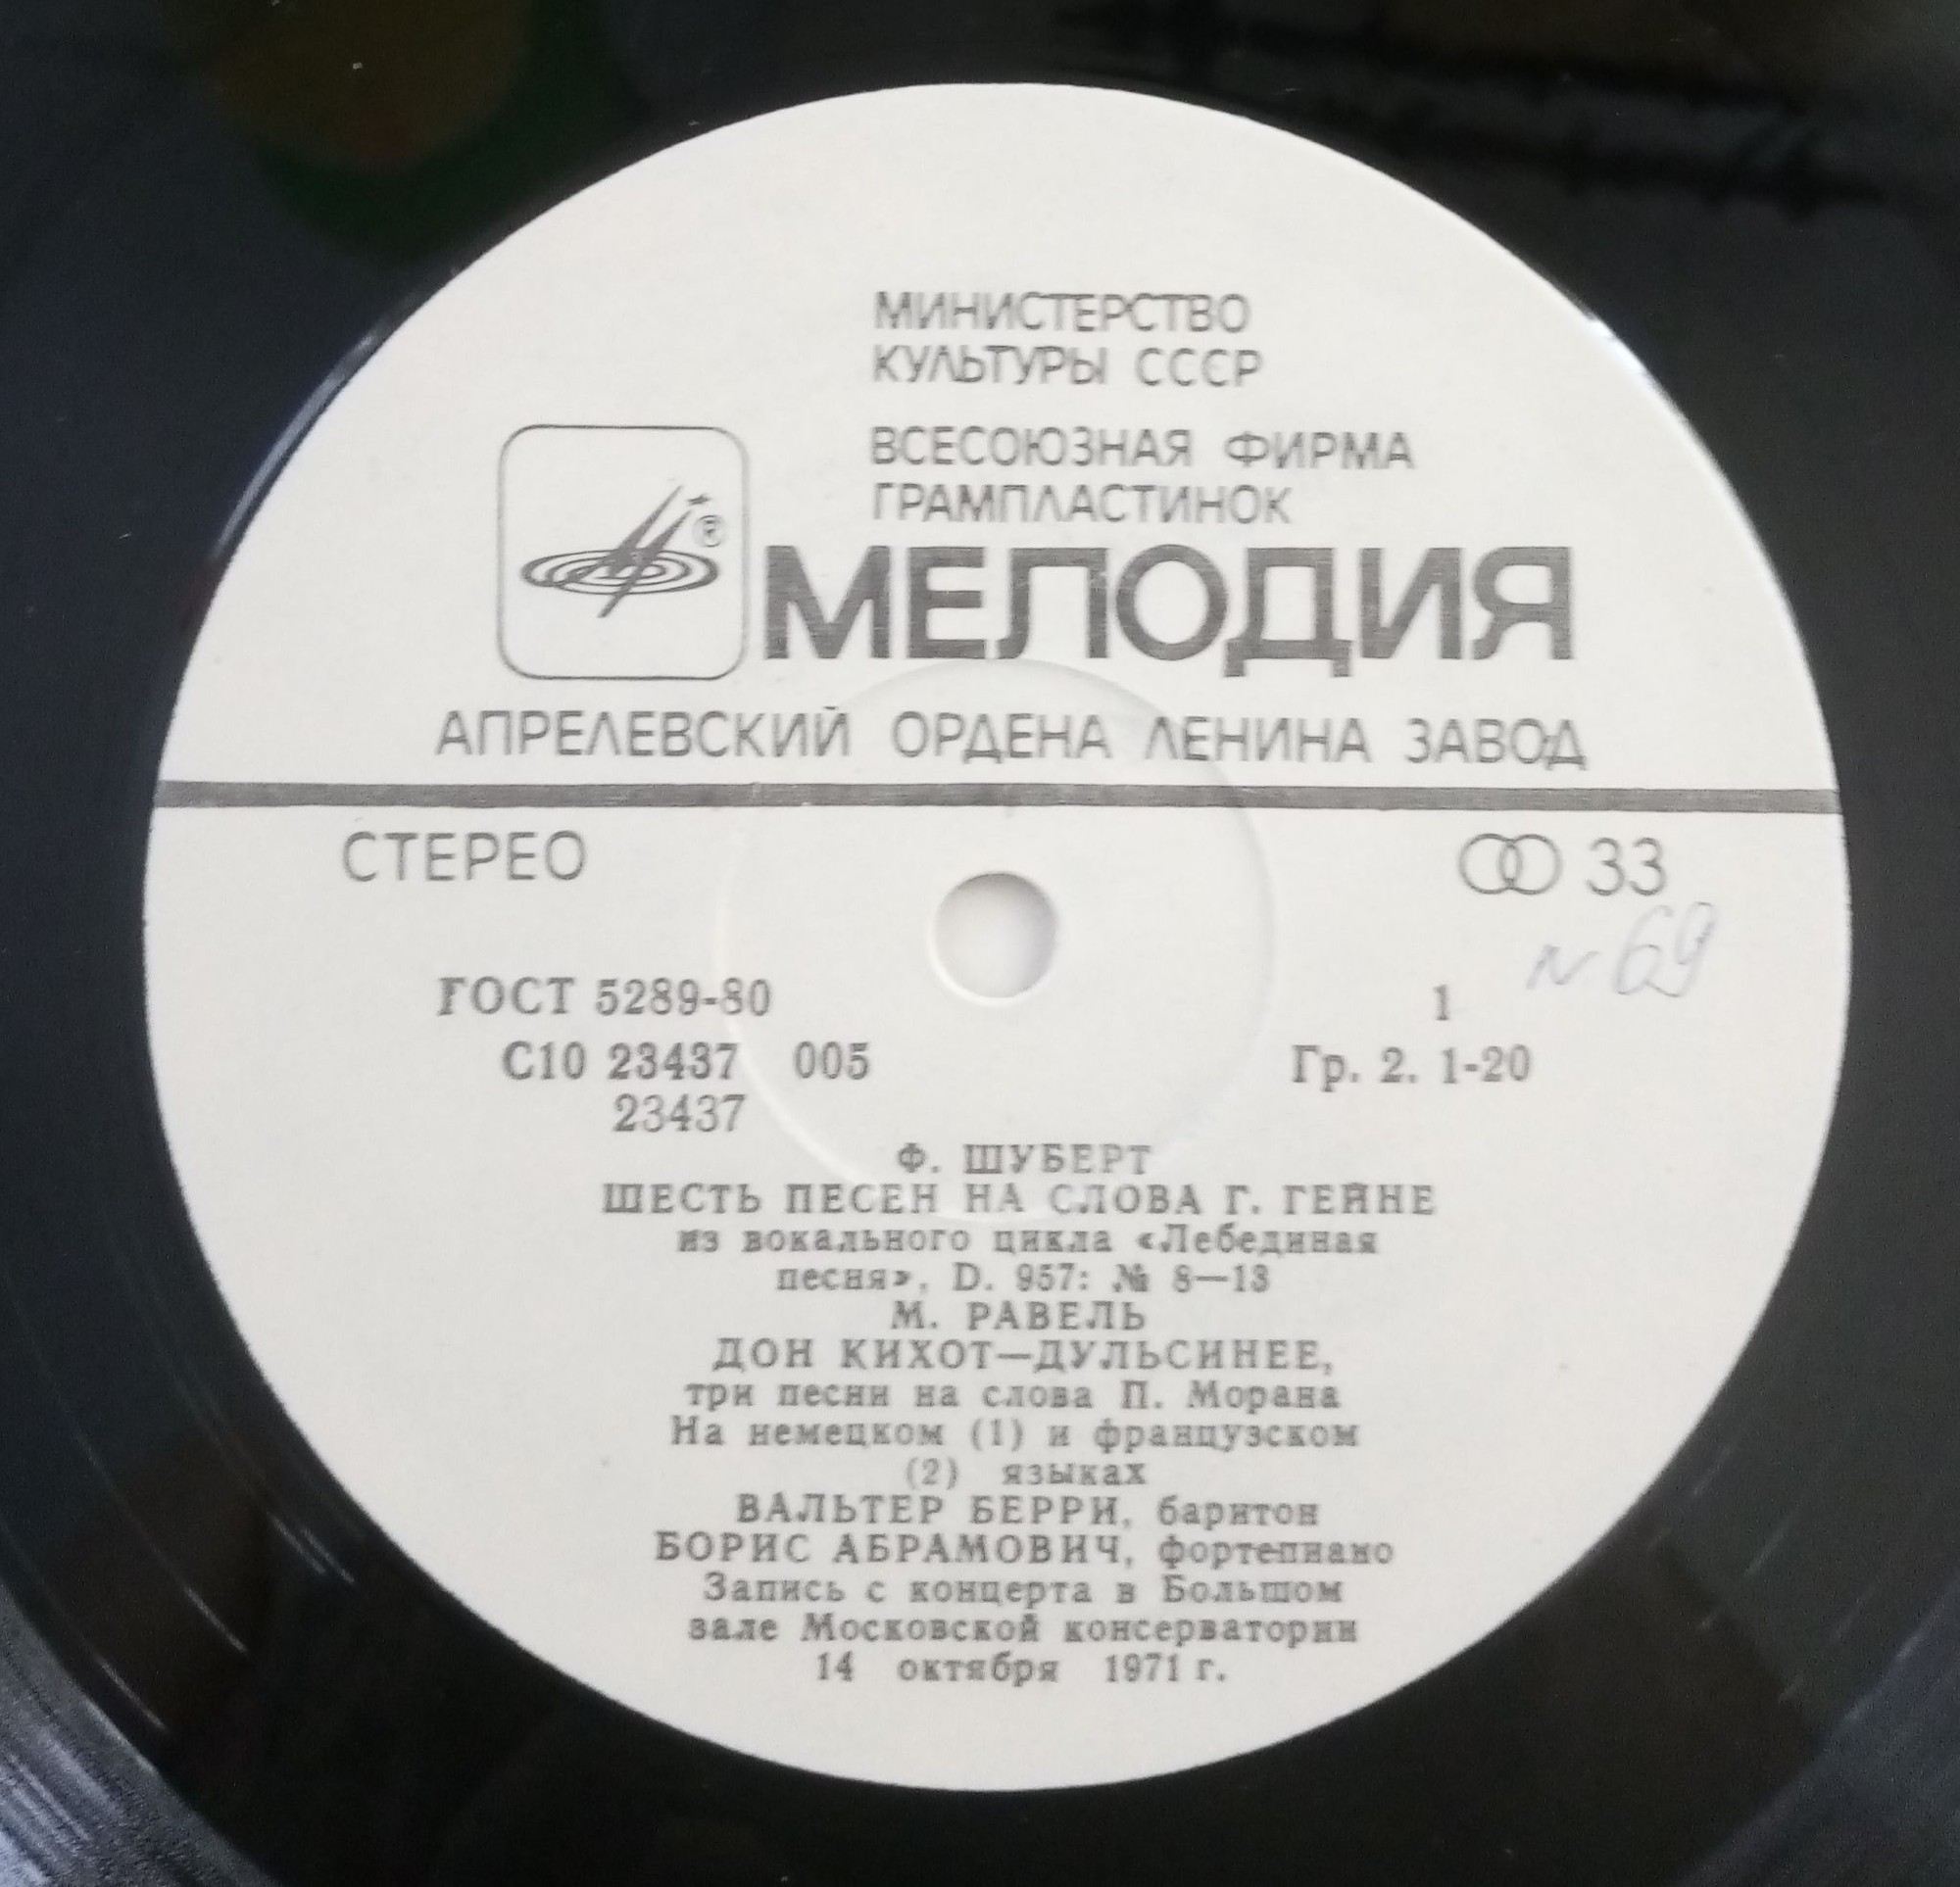 МИНИСТЕРСТВО
КУЛЬТУРЫ СССР
ВСЕСОЮЗНАЯ ФИРМА
ГРАМПЛАСТИНОК
®
МЕЛОДИЯ
АПРЕЛЕВСКИЙ ОРДЕНА ЛЕНИНА ЗАВОД
СТЕРЕО 33
N 69
ГОСТ 5289-80 1
С10 23437 005 Гр. 2. 1-20
23437
Ф. ШУБЕРТ
ШЕСТЬ ПЕСЕН НА СЛОВА Г. ГЕЙНЕ
из вокального цикла «Лебединая
песня», D. 957: № 8—13
М. РАВЕЛЬ
ДОН КИХОТ—ДУЛЬСИНЕЕ,
три песни на слова П. Морана
На немецком (1) и французском
(2) языках
ВАЛЬТЕР БЕРРИ, баритон
БОРИС АБРАМОВИЧ, фортепиано
Запись с концерта в Большом
зале Московской консерватории
14 октября 1971 г.